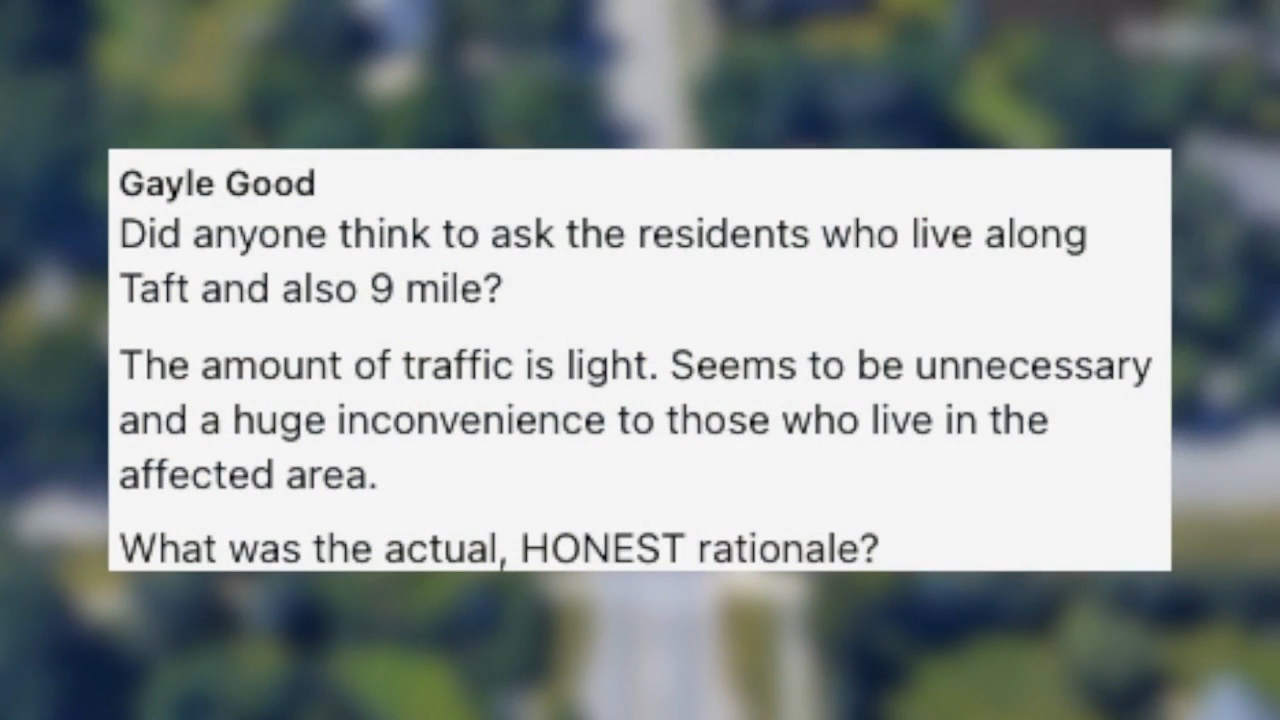 Gayle Good
Did anyone think to ask the residents who live along
Taft and also 9 mile?
The amount of traffic is light. Seems to be unnecessary
and a huge inconvenience to those who live in the
affected area.
What was the actual, HONEST rationale?